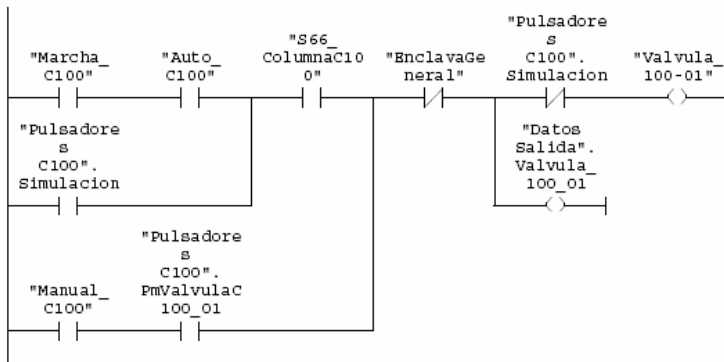 "Marcha_
C100"
"Auto_
C100"
"S66_
ColumnaC10
0"
"EnclavaGe
neral"
"Pulsadore
s
C100".
Simulacion
"Valvula_
100-01"
"Pulsadore
s
C100".
Simulacion
"Datos
Salida".
Valvula_
100_01
"Manual_
C100"
"Pulsadore
s
C100".
PmValvulaC
100_01